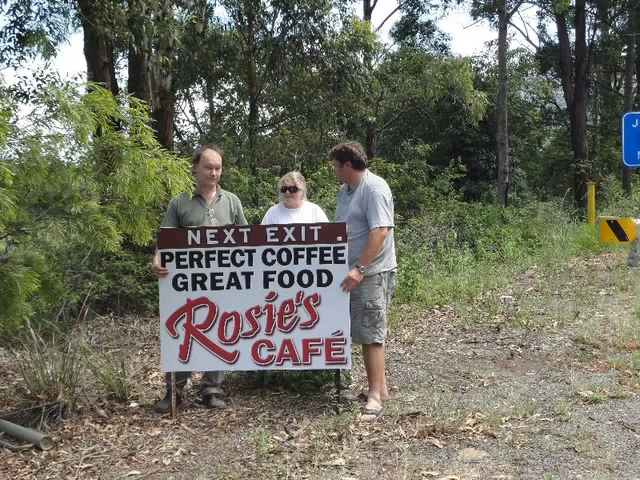 NEXT EXIT
PERFECT COFFEE
GREAT FOOD
Rosie's
CAFÉ
J